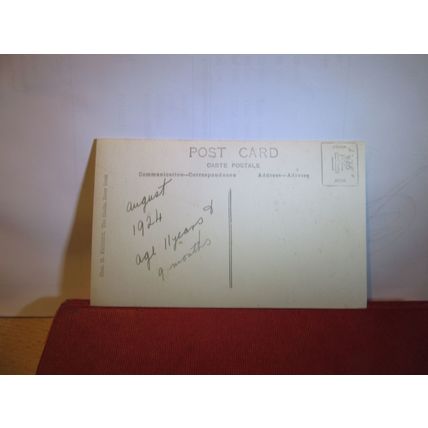 POST CARD
CARTE POSTALE
Communication—Correspondance
Address—Adresse
august
1924
age 11 years &
9 months